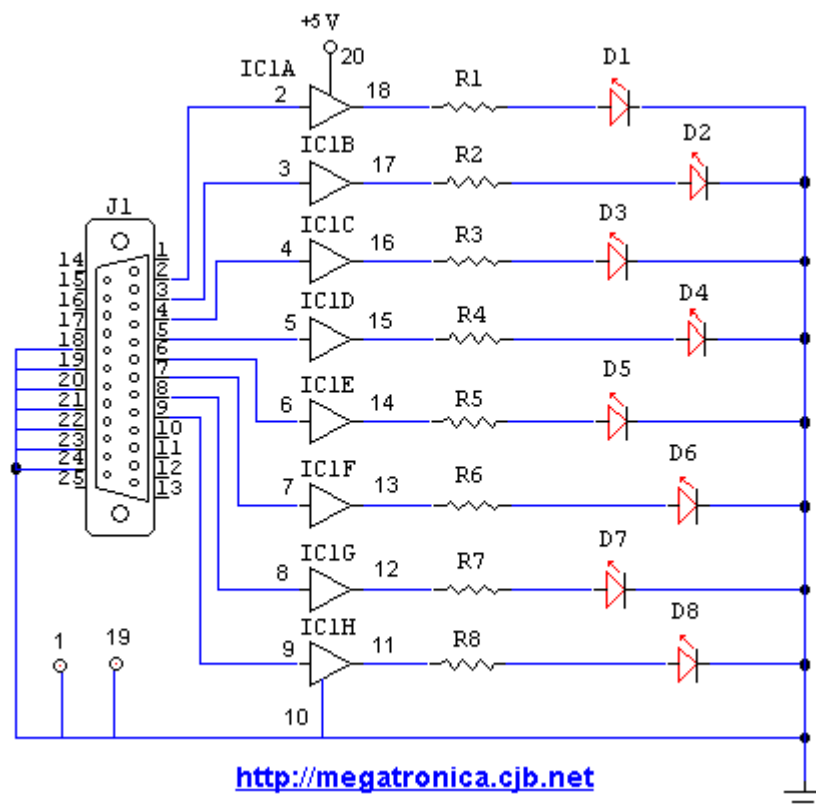 +5V
20
IC1A
2
18
R1
D1
IC1B
3
17
R2
D2
J1
IC1C
4
16
R3
D3
IC1D
5
15
R4
D4
IC1E
6
14
R5
D5
IC1F
7
13
R6
D6
IC1G
8
12
R7
D7
IC1H
9
11
R8
D8
10
14
15
16
17
18
19
20
21
22
23
24
25
1
2
3
4
5
6
7
8
9
10
11
12
13
1
19
http://megatronica.cjb.net